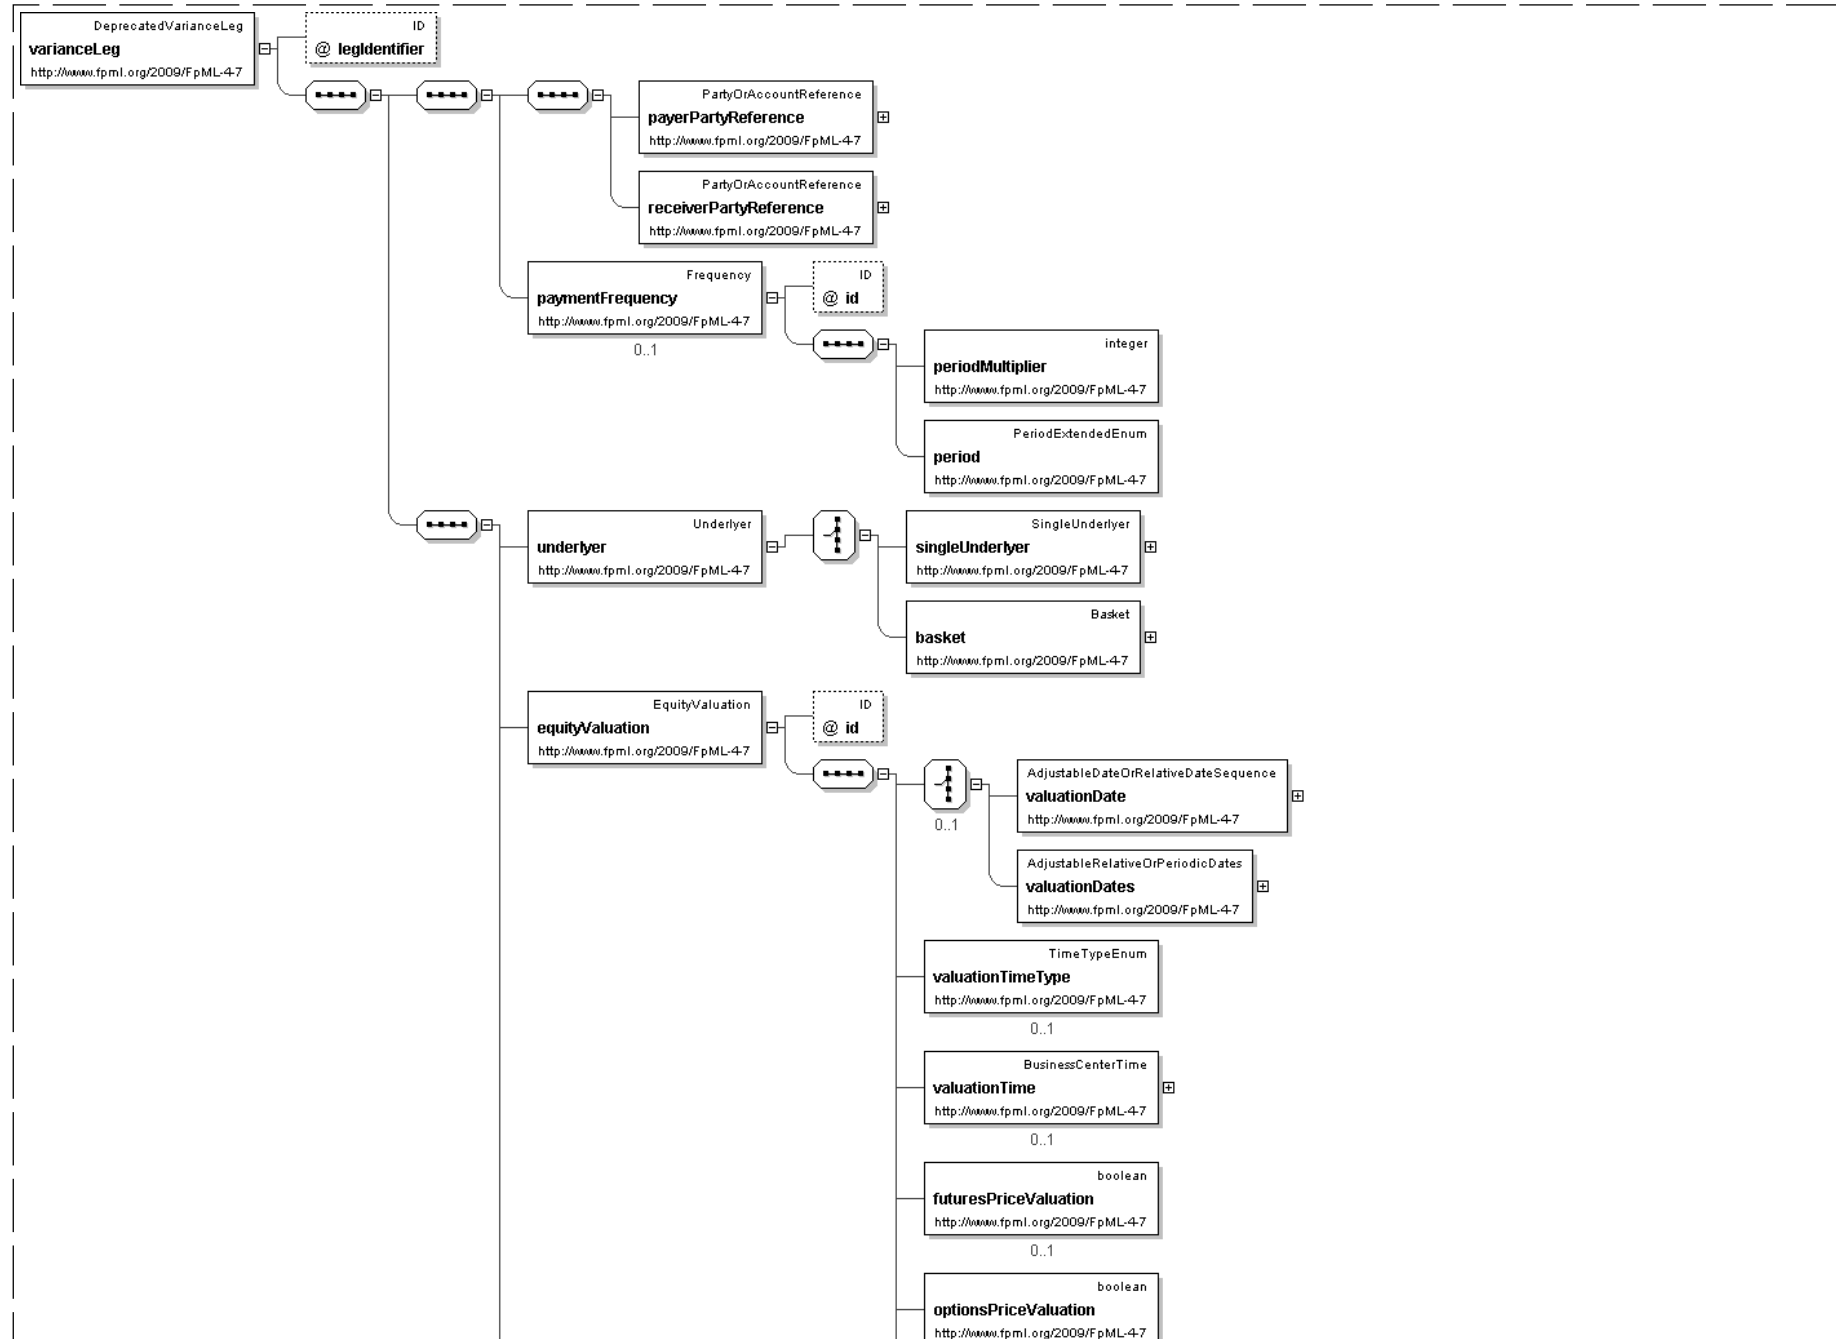 DeprecatedVarianceLeg
varianceLeg
http://www.fpml.org/2009/FpML-4-7
ID
@ legIdentifier
PartyOrAccountReference
payerPartyReference
http://www.fpml.org/2009/FpML-4-7
PartyOrAccountReference
receiverPartyReference
http://www.fpml.org/2009/FpML-4-7
Frequency
paymentFrequency
http://www.fpml.org/2009/FpML-4-7
0..1
ID
@ id
integer
periodMultiplier
http://www.fpml.org/2009/FpML-4-7
PeriodExtendedEnum
period
http://www.fpml.org/2009/FpML-4-7
Underlyer
underlyer
http://www.fpml.org/2009/FpML-4-7
SingleUnderlyer
singleUnderlyer
http://www.fpml.org/2009/FpML-4-7
Basket
basket
http://www.fpml.org/2009/FpML-4-7
EquityValuation
equityValuation
http://www.fpml.org/2009/FpML-4-7
ID
@ id
0..1
AdjustableDateOrRelativeDateSequence
valuationDate
http://www.fpml.org/2009/FpML-4-7
AdjustableRelativeOrPeriodicDates
valuationDates
http://www.fpml.org/2009/FpML-4-7
TimeTypeEnum
valuationTimeType
http://www.fpml.org/2009/FpML-4-7
0..1
BusinessCenterTime
valuationTime
http://www.fpml.org/2009/FpML-4-7
0..1
boolean
futuresPriceValuation
http://www.fpml.org/2009/FpML-4-7
0..1
boolean
optionsPriceValuation
http://www.fpml.org/2009/FpML-4-7